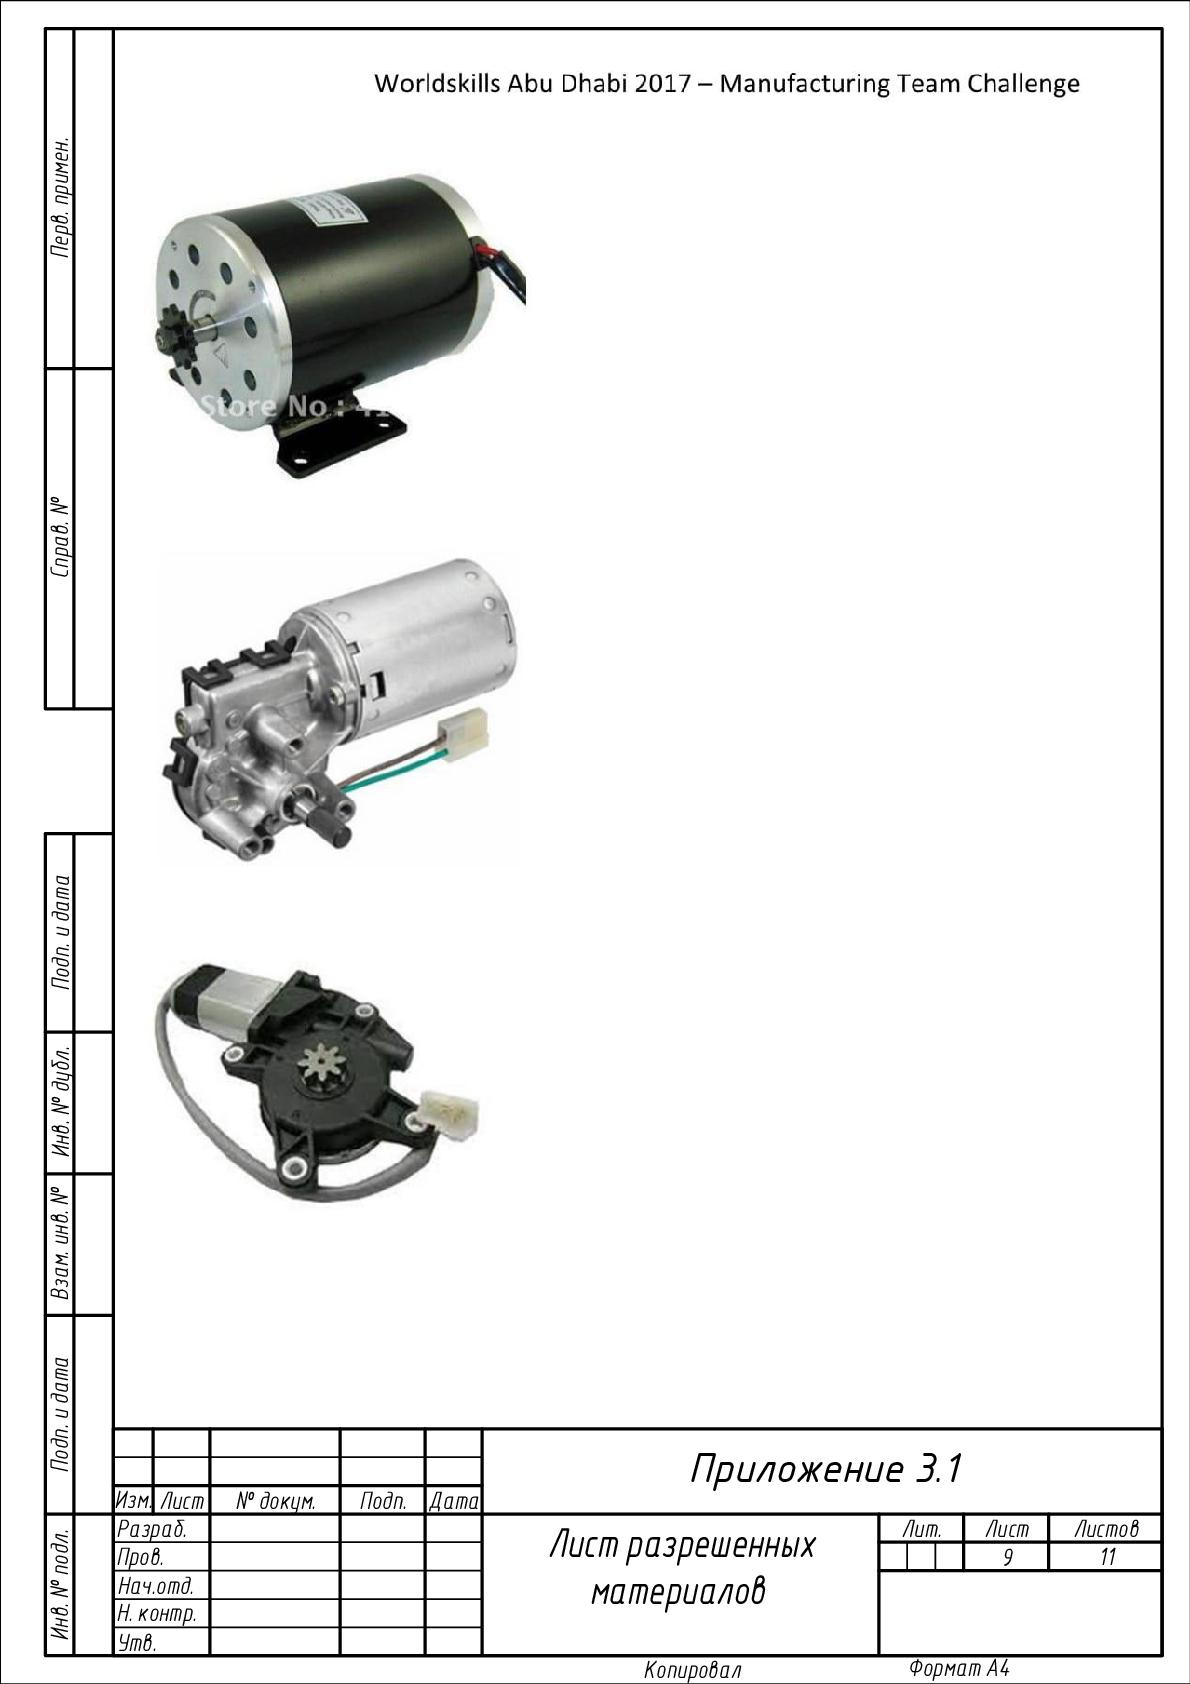 Worldskills Abu Dhabi 2017 – Manufacturing Team Challenge
Перв. примен.
Справ. №
Store No :
Подп. и дата
Инв. № дубл.
Взам. инв. №
Подп. и дата
Инв. № подл.
Приложение 3.1
Изм. Лист № докум. Подп. Дата
Разраб.
Пров.
Нач.отд.
Н. контр.
Утв.
Лист разрешенных
материалов
Лит. Лист Листов
9 11
Копировал Формат А4